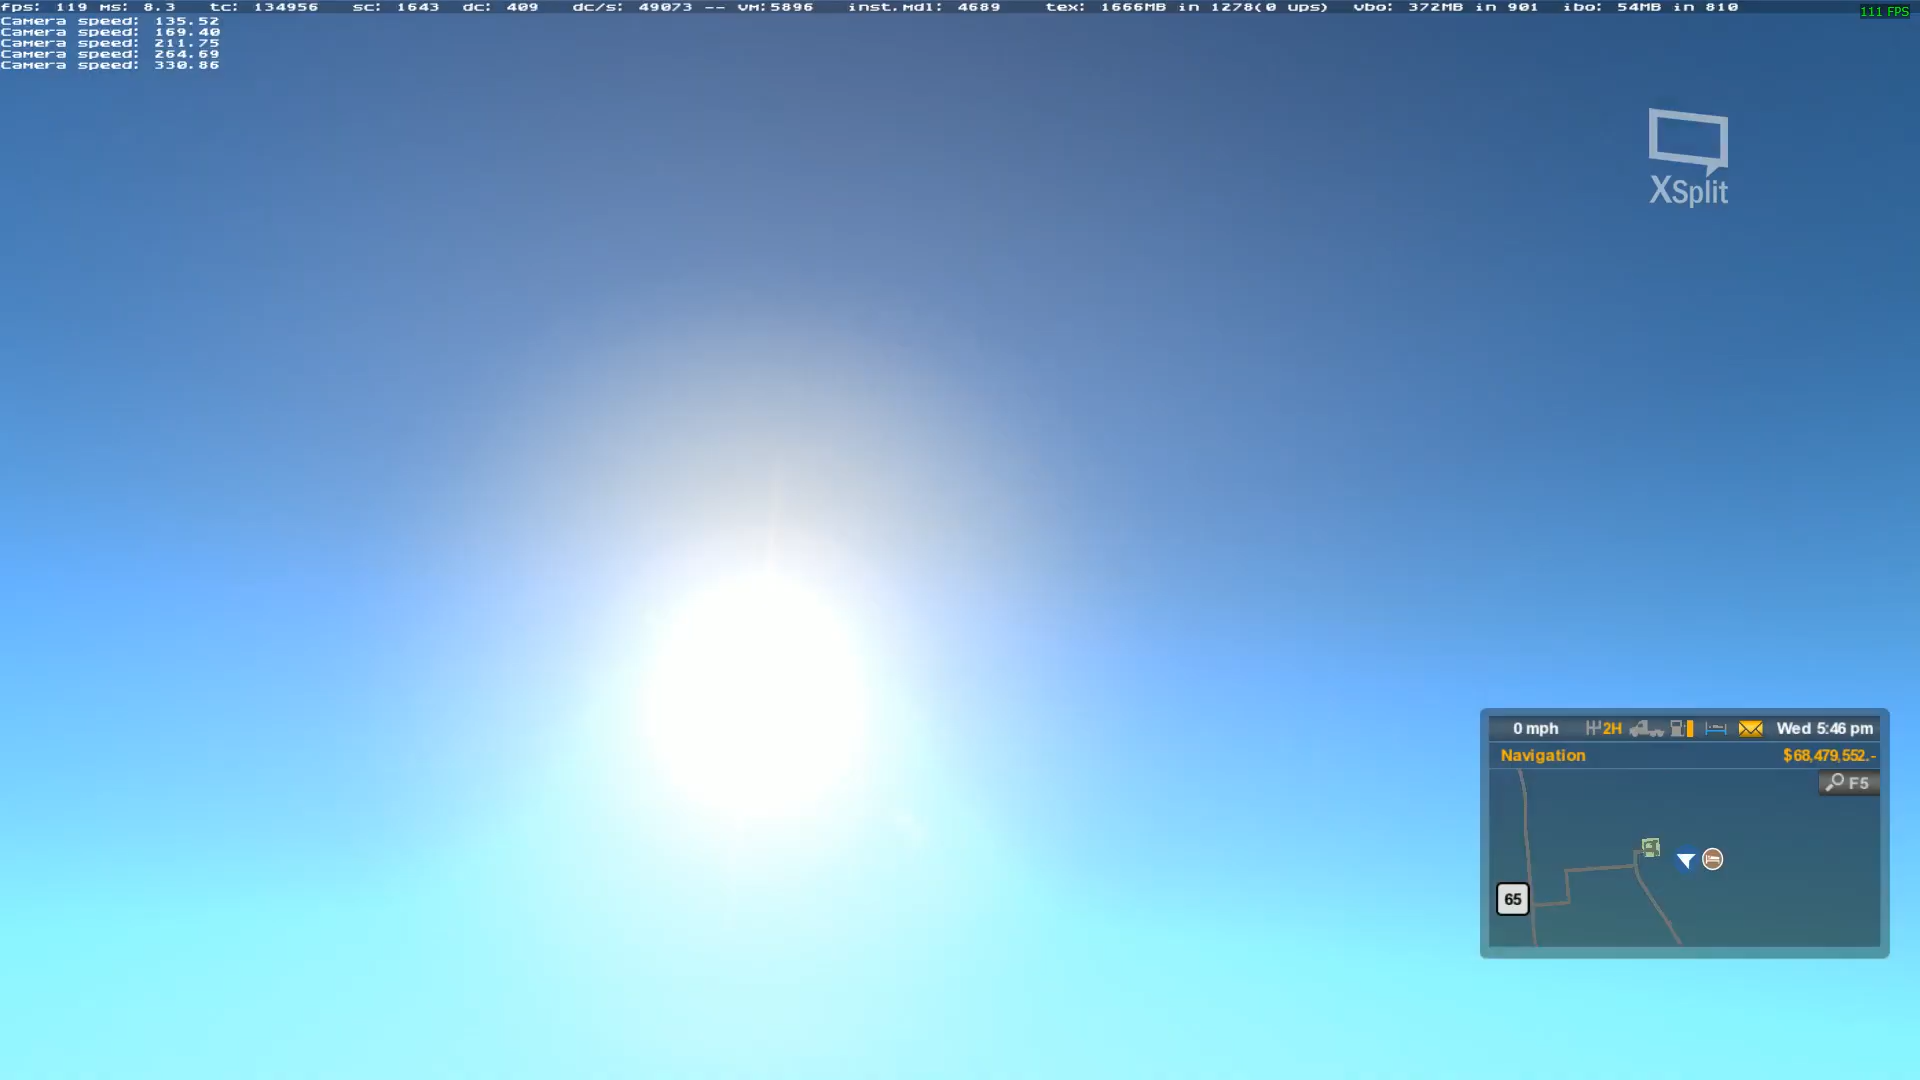 fps: 119 ms: 8.3 tc: 134956 sc: 1643 dc: 409 dc/s: 49073 -- vm:5896 inst.mdl: 4689 tex: 1666MB in 1278(0 ups) vbo: 372MB in 901 ibo: 54MB in 810
111 FPS
Camera speed: 135.52
Camera speed: 169.40
Camera speed: 211.75
Camera speed: 264.69
Camera speed: 330.86
XSplit
0 mph 2H Wed 5:46 pm
Navigation $68,479,552.-
F5
65